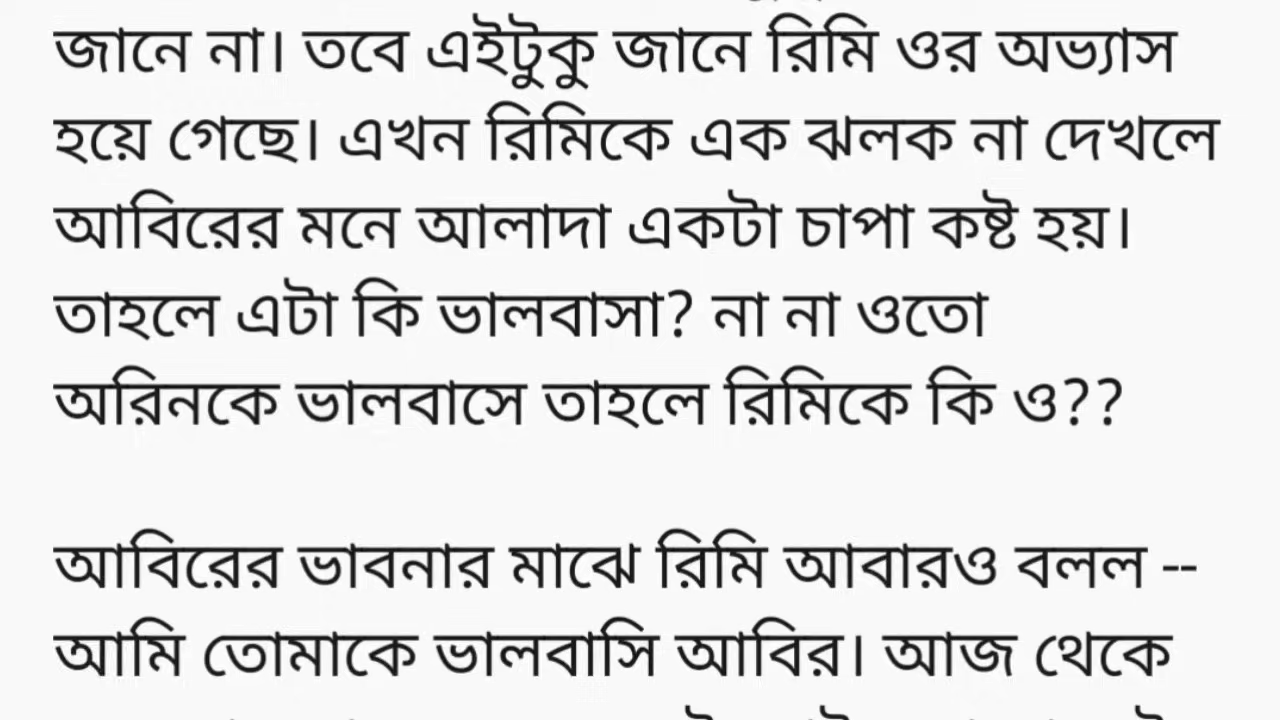 জানে না। তবে এইটুকু জানে রিমি ওর অভ্যাস
হয়ে গেছে। এখন রিমিকে এক ঝলক না দেখলে
আবিরের মনে আলাদা একটা চাপা কষ্ট হয়।
তাহলে এটা কি ভালবাসা? না না ওতো
অরিনকে ভালবাসে তাহলে রিমিকে কি ও??
আবিরের ভাবনার মাঝে রিমি আবারও বলল --
আমি তোমাকে ভালবাসি আবির। আজ থেকে